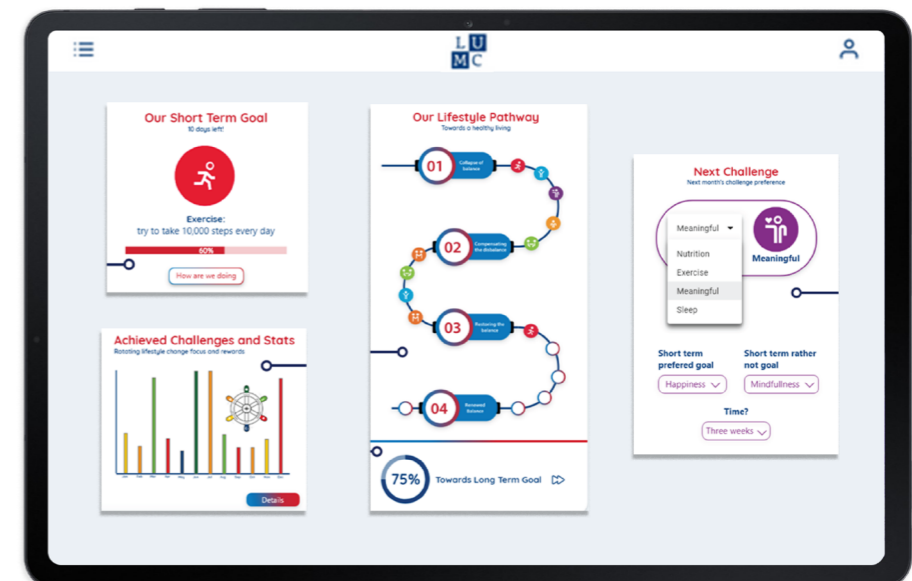 L U
M C
Our Short Term Goal
10 days left!
Exercise:
try to take 10,000 steps every day
60%
How are we doing
Achieved Challenges and Stats
Rotating lifestyle change focus and rewards
Details
Our Lifestyle Pathway
Towards a healthy living
01
Collapse of
balance
02
Compensating
the disbalance
03
Restoring the
balance
04
Renewed
balance
75%
Towards Long Term Goal
Next Challenge
Next month's challenge preference
Meaningful
Nutrition
Exercise
Meaningful
Sleep
Meaningful
Short term
prefered goal
Happiness
Short term rather
not goal
Mindfullness
Time?
Three weeks